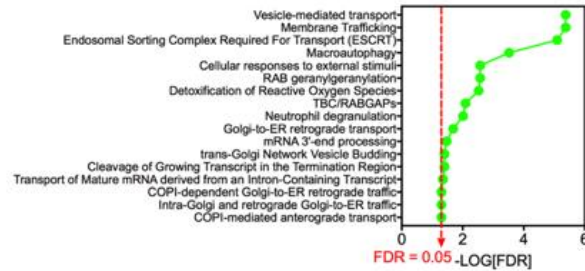 Vesicle-mediated transport
Membrane Trafficking
Endosomal Sorting Complex Required For Transport (ESCRT)
Macroautophagy
Cellular responses to external stimuli
RAB geranylgeranylation
Detoxification of Reactive Oxygen Species
TBC/RABGAPs
Neutrophil degranulation
Golgi-to-ER retrograde transport
mRNA 3'-end processing
trans-Golgi Network Vesicle Budding
Cleavage of Growing Transcript in the Termination Region
Transport of Mature mRNA derived from an Intron-Containing Transcript
COPI-dependent Golgi-to-ER retrograde traffic
Intra-Golgi and retrograde Golgi-to-ER traffic
COPI-mediated anterograde transport
0 2 4 6
FDR = 0.05 -LOG[FDR]